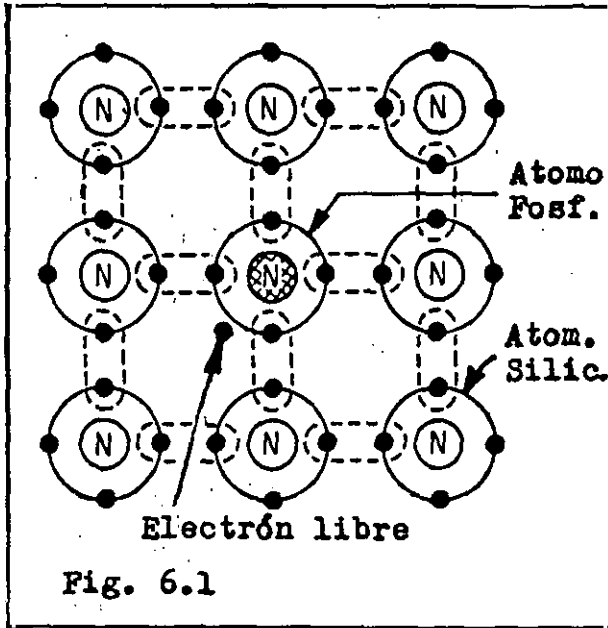 N N N
Atomo
Fosf.
N N N
Atom.
Silic.
N N N
Electrón libre
Fig. 6.1